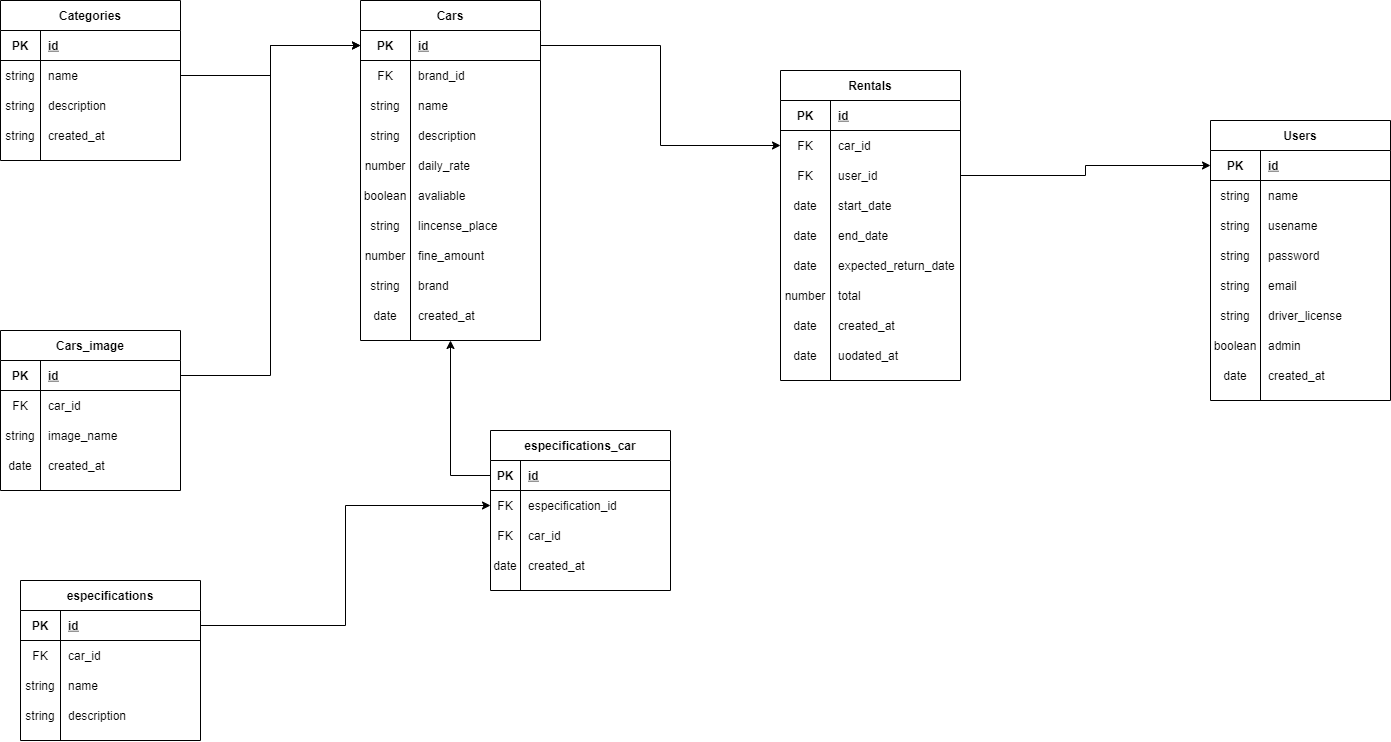 Categories
PK id
string name
string description
string created_at
Cars
PK id
FK brand_id
string name
string description
number daily_rate
boolean avaliable
string lincense_place
number fine_amount
string brand
date created_at
Rentals
PK id
FK car_id
FK user_id
date start_date
date end_date
date expected_return_date
number total
date created_at
date uodated_at
Users
PK id
string name
string usename
string password
string email
string driver_license
boolean admin
date created_at
Cars_image
PK id
FK car_id
string image_name
date created_at
especifications_car
PK id
FK especification_id
FK car_id
date created_at
especifications
PK id
FK car_id
string name
string description